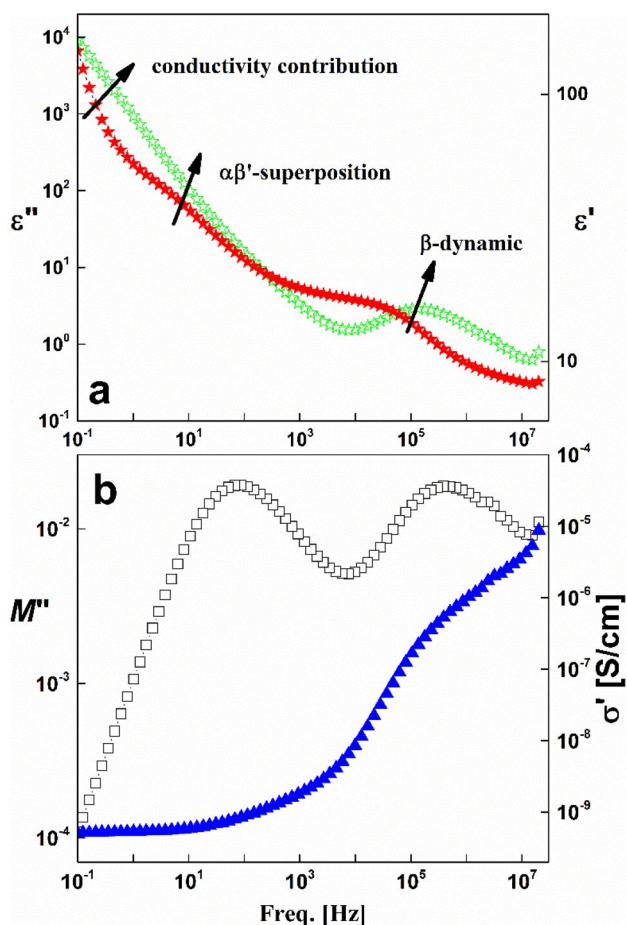 10⁴
conductivity contribution
100
10³
αβ'-superposition
10²
ε''
ε'
10¹
β-dynamic
10⁰
10
a
10⁻¹
10⁻¹ 10¹ 10³ 10⁵ 10⁷
b
10⁻⁴
10⁻²
10⁻⁵
M''
10⁻⁶
σ' [S/cm]
10⁻³
10⁻⁷
10⁻⁸
10⁻⁴
10⁻⁹
10⁻¹ 10¹ 10³ 10⁵ 10⁷
Freq. [Hz]